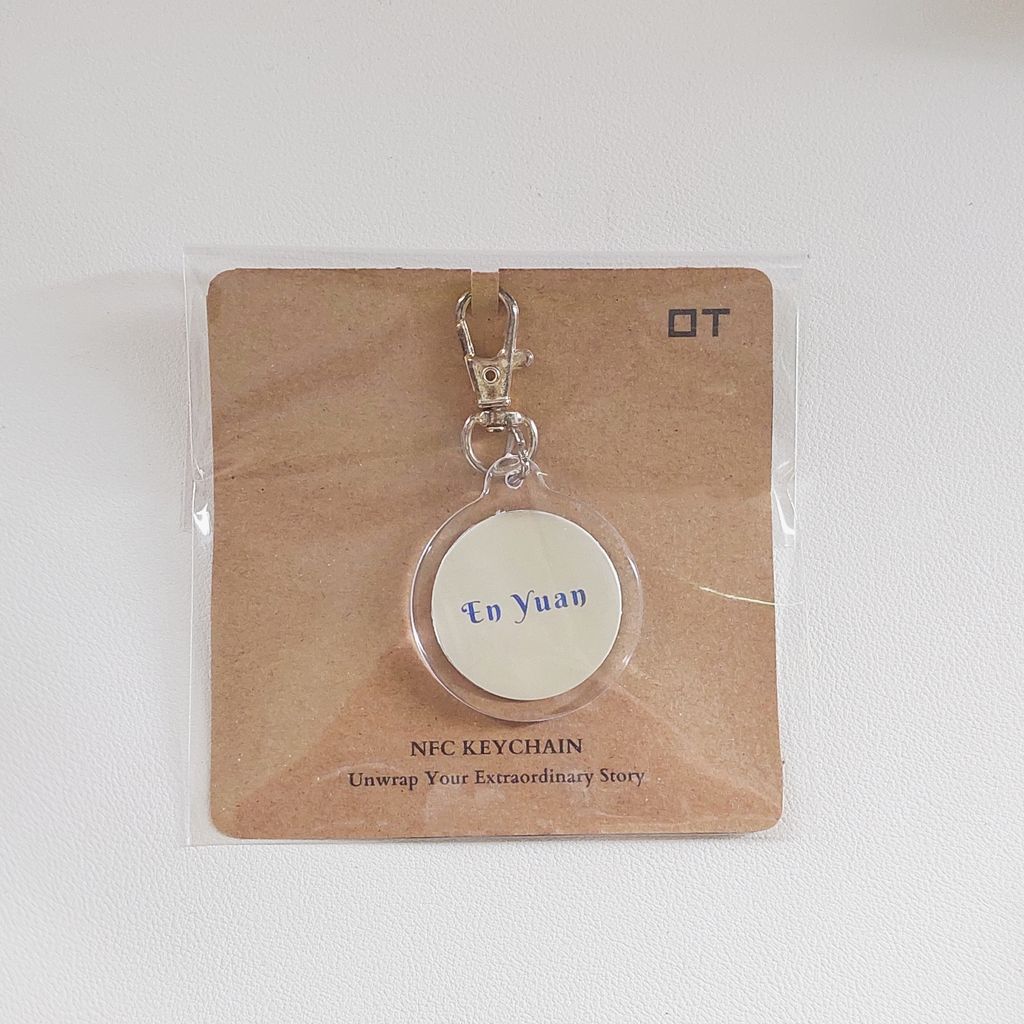 OT
En Yuan
NFC KEYCHAIN
Unwrap Your Extraordinary Story